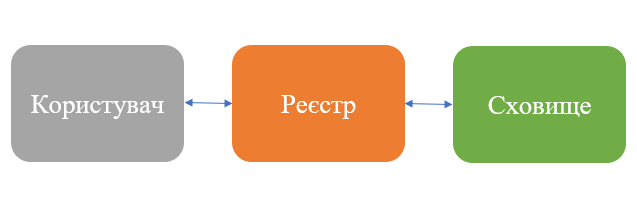 Користувач
Реєстр
Сховище